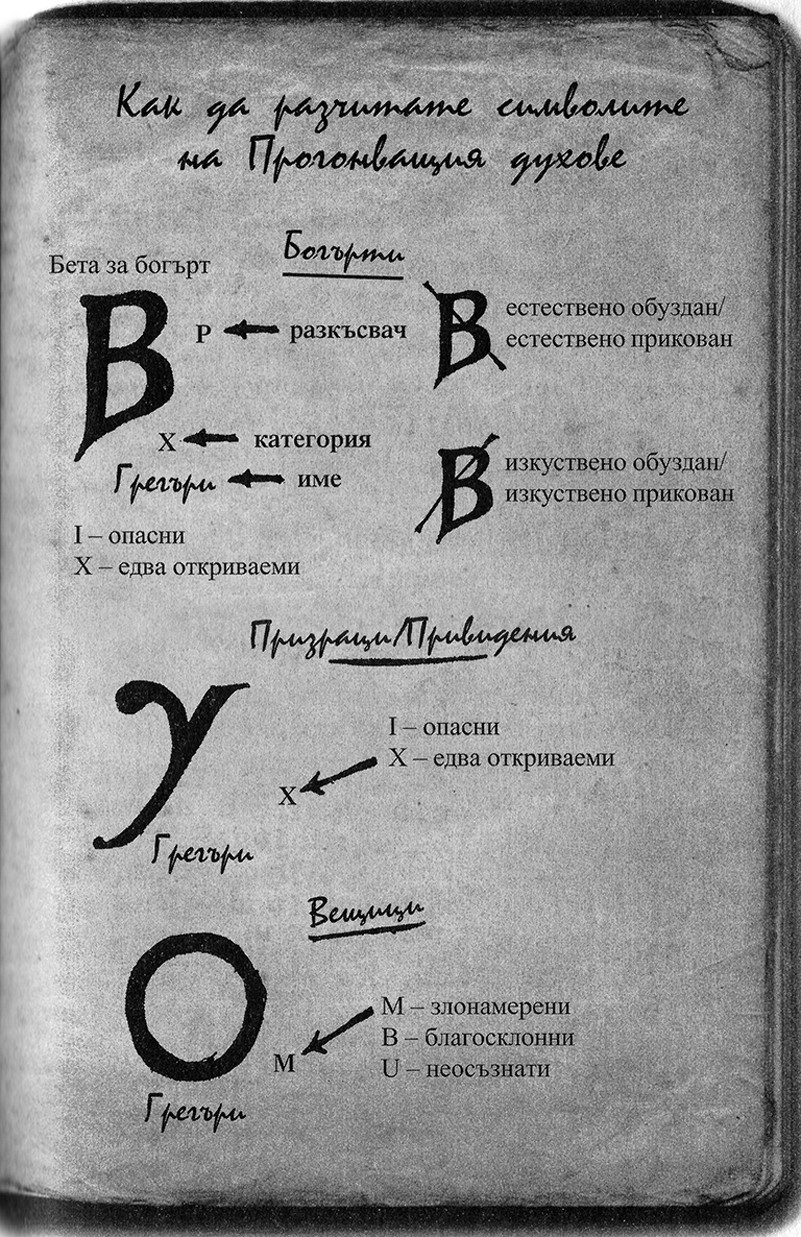 Как да разчитате символите
на Прогонващия духове
Богърти
Бета за богърт
B
Р разкъсвач
X категория
Грегъри име
I – опасни
X – едва откриваеми
B естествено обуздан/
естествено прикован
B изкуствено обуздан/
изкуствено прикован
Призраци/Привидения
У
I – опасни
X – едва откриваеми
X
Грегъри
Вещици
О
M – злонамерени
B – благосклонни
U – неосъзнати
M
Грегъри